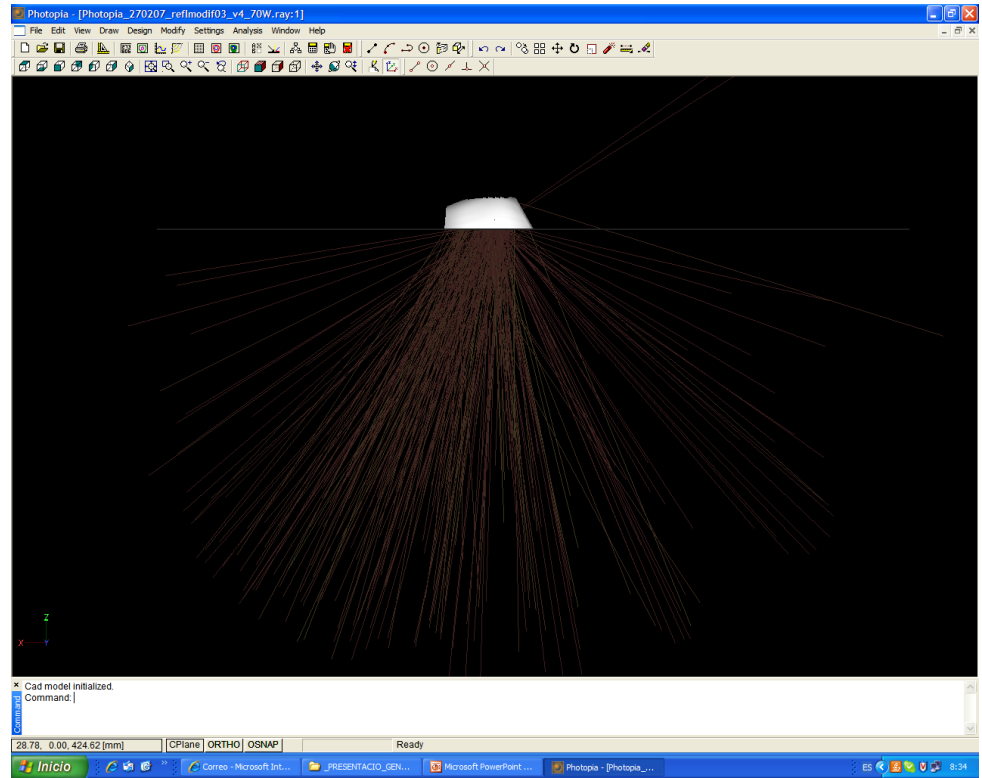 Photopia - [Photopia_270207_reflmodif03_v4_70W.ray:1]
File Edit View Draw Design Modify Settings Analysis Window Help
Z
X Y
Cad model initialized.
Command:
Command
28.78, 0.00, 424.62 [mm] CPlane ORTHO OSNAP Ready
Inicio Correo - Microsoft Int... _PRESENTACIO_GEN... Microsoft PowerPoint ... Photopia - [Photopia_... ES 8:34